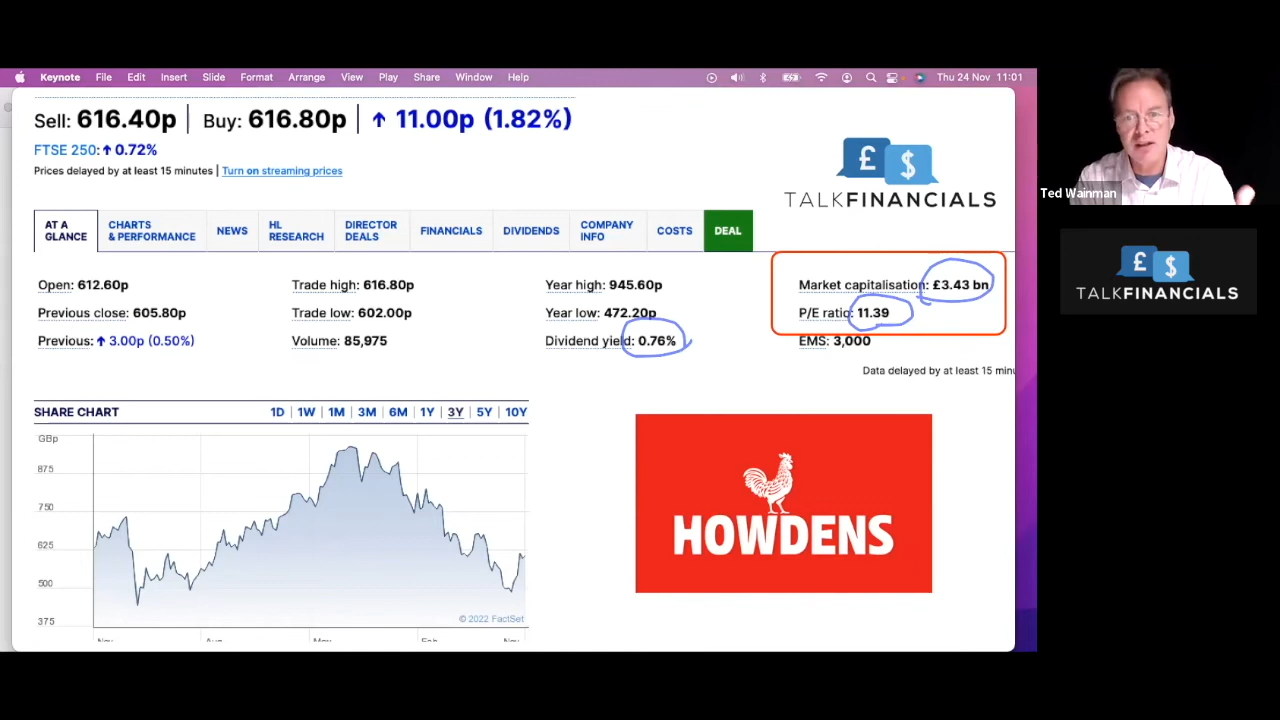 Keynote File Edit Insert Slide Format Arrange View Play Share Window Help Thu 24 Nov 11:01
Sell: 616.40p | Buy: 616.80p | ↑ 11.00p (1.82%)
FTSE 250: ↑ 0.72%
Prices delayed by at least 15 minutes | Turn on streaming prices
£ $
TALKFINANCIALS
Ted Wainman
£ $
TALKFINANCIALS
AT A
GLANCE
CHARTS
& PERFORMANCE
NEWS
HL
RESEARCH
DIRECTOR
DEALS
FINANCIALS
DIVIDENDS
COMPANY
INFO
COSTS
DEAL
Open: 612.60p Trade high: 616.80p Year high: 945.60p Market capitalisation: £3.43 bn
Previous close: 605.80p Trade low: 602.00p Year low: 472.20p P/E ratio: 11.39
Previous: ↑ 3.00p (0.50%) Volume: 85,975 Dividend yield: 0.76% EMS: 3,000
Data delayed by at least 15 minu
SHARE CHART 1D | 1W | 1M | 3M | 6M | 1Y | 3Y | 5Y | 10Y
GBp
875
750
625
500
375
© 2022 FactSet
Nov Aug May Feb Nov
HOWDENS